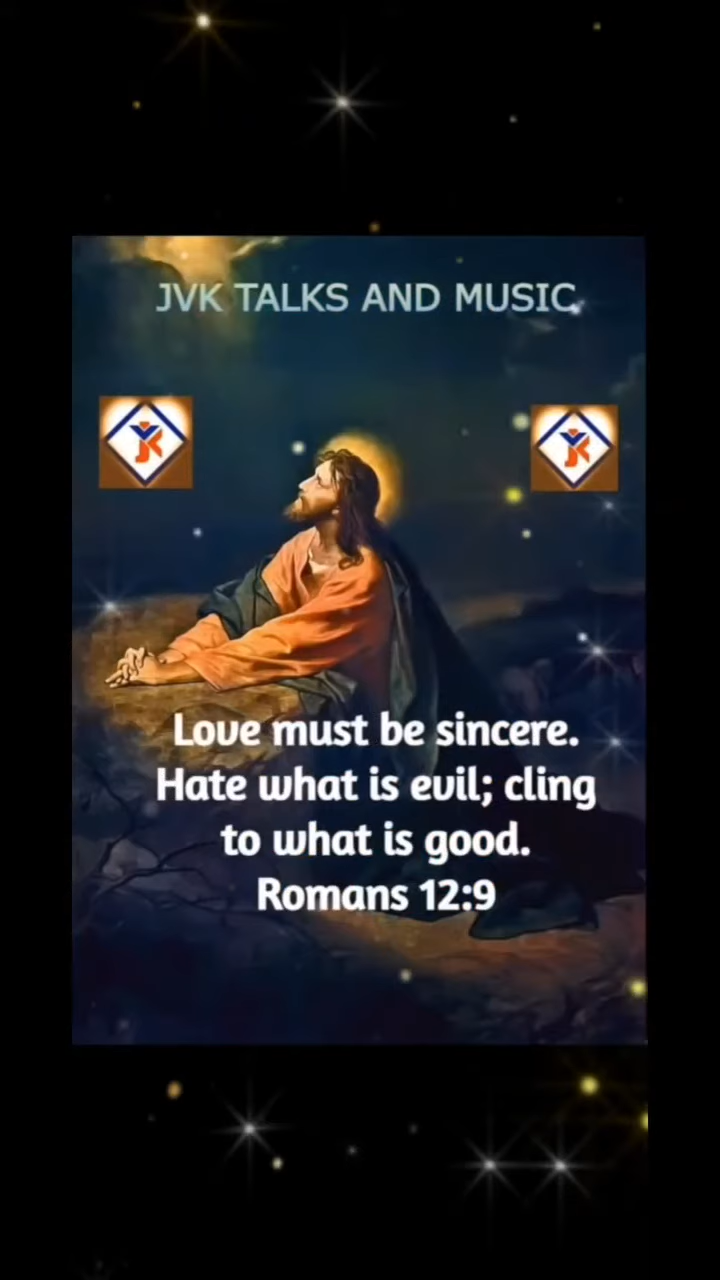 JVK TALKS AND MUSIC
Love must be sincere.
Hate what is evil; cling
to what is good.
Romans 12:9